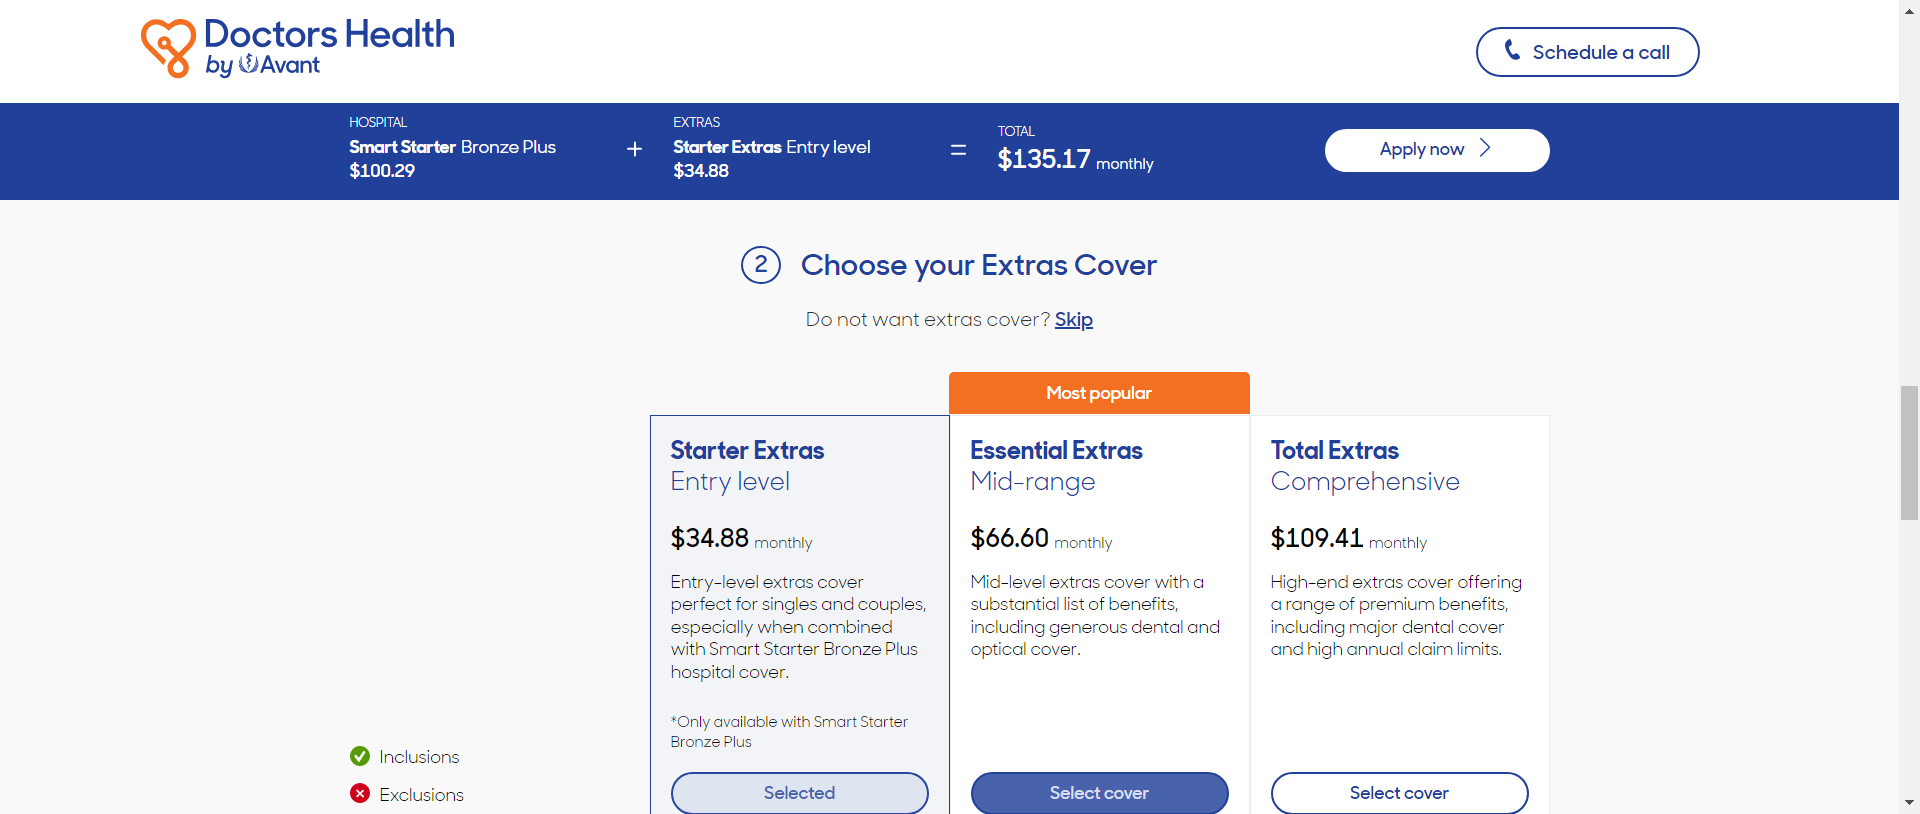 Doctors Health
by Avant
Schedule a call
HOSPITAL
Smart Starter Bronze Plus
$100.29
+
EXTRAS
Starter Extras Entry level
$34.88
=
TOTAL
$135.17 monthly
Apply now
2 Choose your Extras Cover
Do not want extras cover? Skip
Most popular
Starter Extras
Entry level
$34.88 monthly
Entry-level extras cover
perfect for singles and couples,
especially when combined
with Smart Starter Bronze Plus
hospital cover.
*Only available with Smart Starter
Bronze Plus
Selected
Essential Extras
Mid-range
$66.60 monthly
Mid-level extras cover with a
substantial list of benefits,
including generous dental and
optical cover.
Select cover
Total Extras
Comprehensive
$109.41 monthly
High-end extras cover offering
a range of premium benefits,
including major dental cover
and high annual claim limits.
Select cover
Inclusions
Exclusions